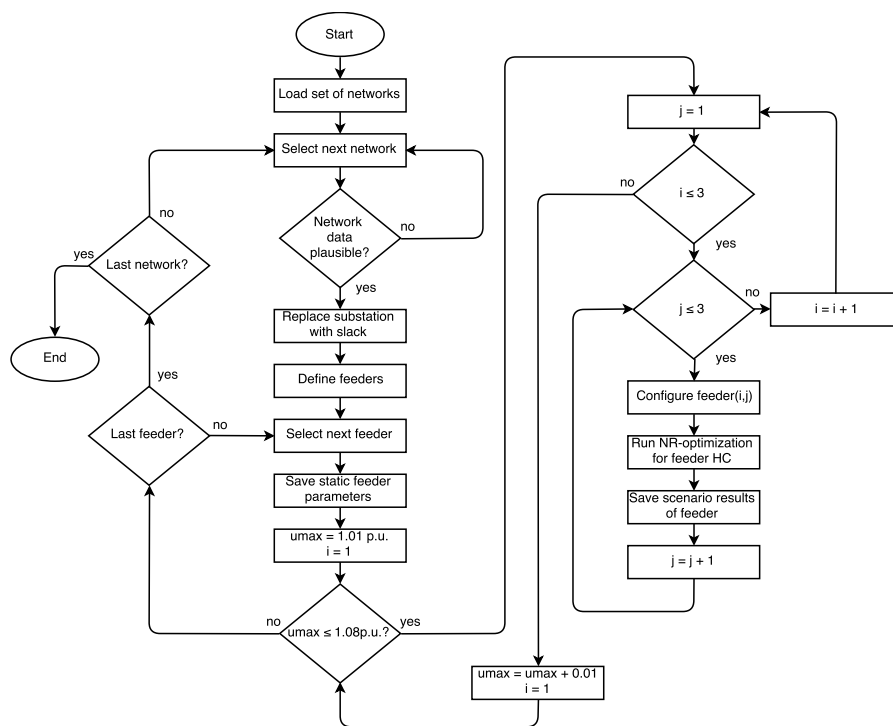 Start
Load set of networks
Select next network
Network
data
plausible?
no
yes
Replace substation
with slack
Define feeders
Select next feeder
Save static feeder
parameters
umax = 1.01 p.u.
i = 1
umax ≤ 1.08p.u.?
no
yes
Last feeder?
no
yes
Last network?
no
yes
End
j = 1
i ≤ 3
no
yes
j ≤ 3
no
yes
i = i + 1
Configure feeder(i,j)
Run NR-optimization
for feeder HC
Save scenario results
of feeder
j = j + 1
umax = umax + 0.01
i = 1